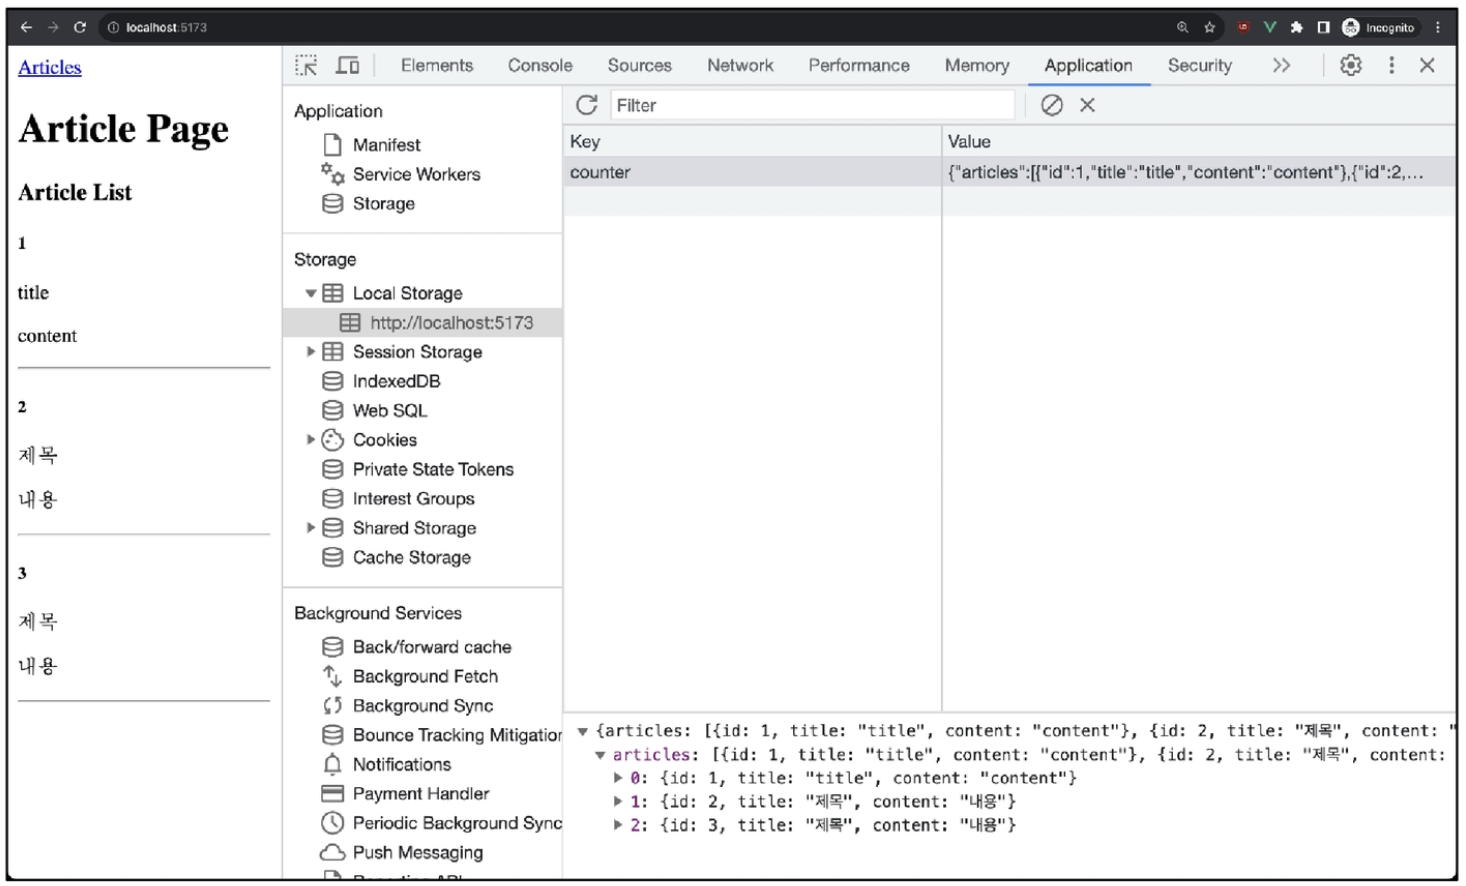 localhost:5173
Incognito
Articles
Article Page
Article List
1
title
content
2
제목
내용
3
제목
내용
Elements Console Sources Network Performance Memory Application Security
Application
Manifest
Service Workers
Storage
Storage
Local Storage
http://localhost:5173
Session Storage
IndexedDB
Web SQL
Cookies
Private State Tokens
Interest Groups
Shared Storage
Cache Storage
Background Services
Back/forward cache
Background Fetch
Background Sync
Bounce Tracking Mitigation
Notifications
Payment Handler
Periodic Background Sync
Push Messaging
Reporting API
Filter
Key Value
counter {"articles":[{"id":1,"title":"title","content":"content"},{"id":2,...
{articles: [{id: 1, title: "title", content: "content"}, {id: 2, title: "제목", content: "
articles: [{id: 1, title: "title", content: "content"}, {id: 2, title: "제목", content:
0: {id: 1, title: "title", content: "content"}
1: {id: 2, title: "제목", content: "내용"}
2: {id: 3, title: "제목", content: "내용"}